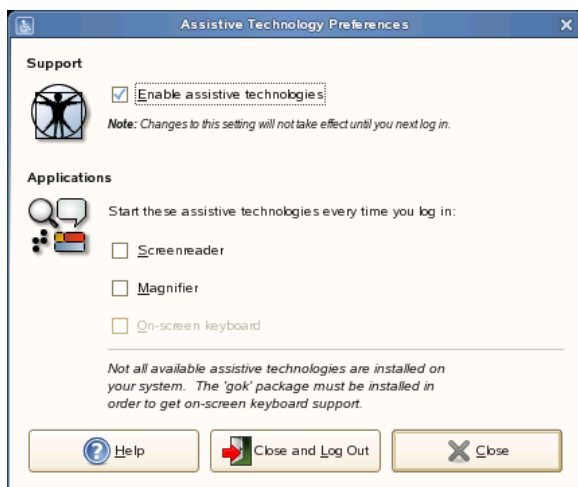 Assistive Technology Preferences
Support
Enable assistive technologies
Note: Changes to this setting will not take effect until you next log in.
Applications
Start these assistive technologies every time you log in:
Screenreader
Magnifier
On-screen keyboard
Not all available assistive technologies are installed on
your system. The 'gok' package must be installed in
order to get on-screen keyboard support.
Help
Close and Log Out
Close